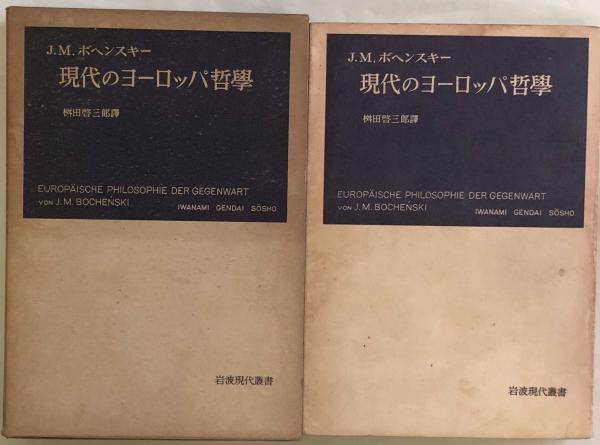 J.M. ボヘンスキー
現代のヨーロッパ哲學
桝田啓三郎譯
EUROPÄISCHE PHILOSOPHIE DER GEGENWART
VON J.M. BOCHEŃSKI
IWANAMI GENDAI SŌSHO
岩波現代叢書
J.M. ボヘンスキー
現代のヨーロッパ哲學
桝田啓三郎譯
EUROPÄISCHE PHILOSOPHIE DER GEGENWART
VON J.M. BOCHEŃSKI
IWANAMI GENDAI SŌSHO
岩波現代叢書